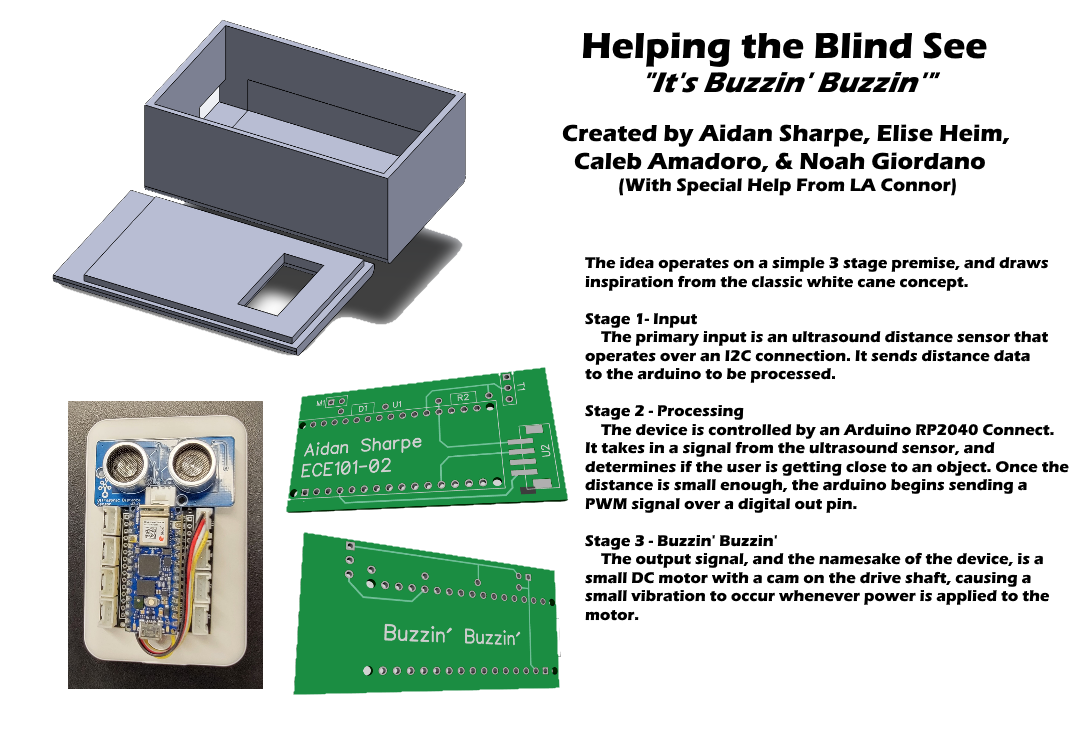 Helping the Blind See
"It's Buzzin' Buzzin'"
Created by Aidan Sharpe, Elise Heim,
Caleb Amadoro, & Noah Giordano
(With Special Help From LA Connor)
The idea operates on a simple 3 stage premise, and draws
inspiration from the classic white cane concept.
Stage 1- Input
The primary input is an ultrasound distance sensor that
operates over an I2C connection. It sends distance data
to the arduino to be processed.
Stage 2 - Processing
The device is controlled by an Arduino RP2040 Connect.
It takes in a signal from the ultrasound sensor, and
determines if the user is getting close to an object. Once the
distance is small enough, the arduino begins sending a
PWM signal over a digital out pin.
Stage 3 - Buzzin' Buzzin'
The output signal, and the namesake of the device, is a
small DC motor with a cam on the drive shaft, causing a
small vibration to occur whenever power is applied to the
motor.
M1
D1
U1
R2
T1
U2
Aidan Sharpe
ECE101-02
Buzzin' Buzzin'